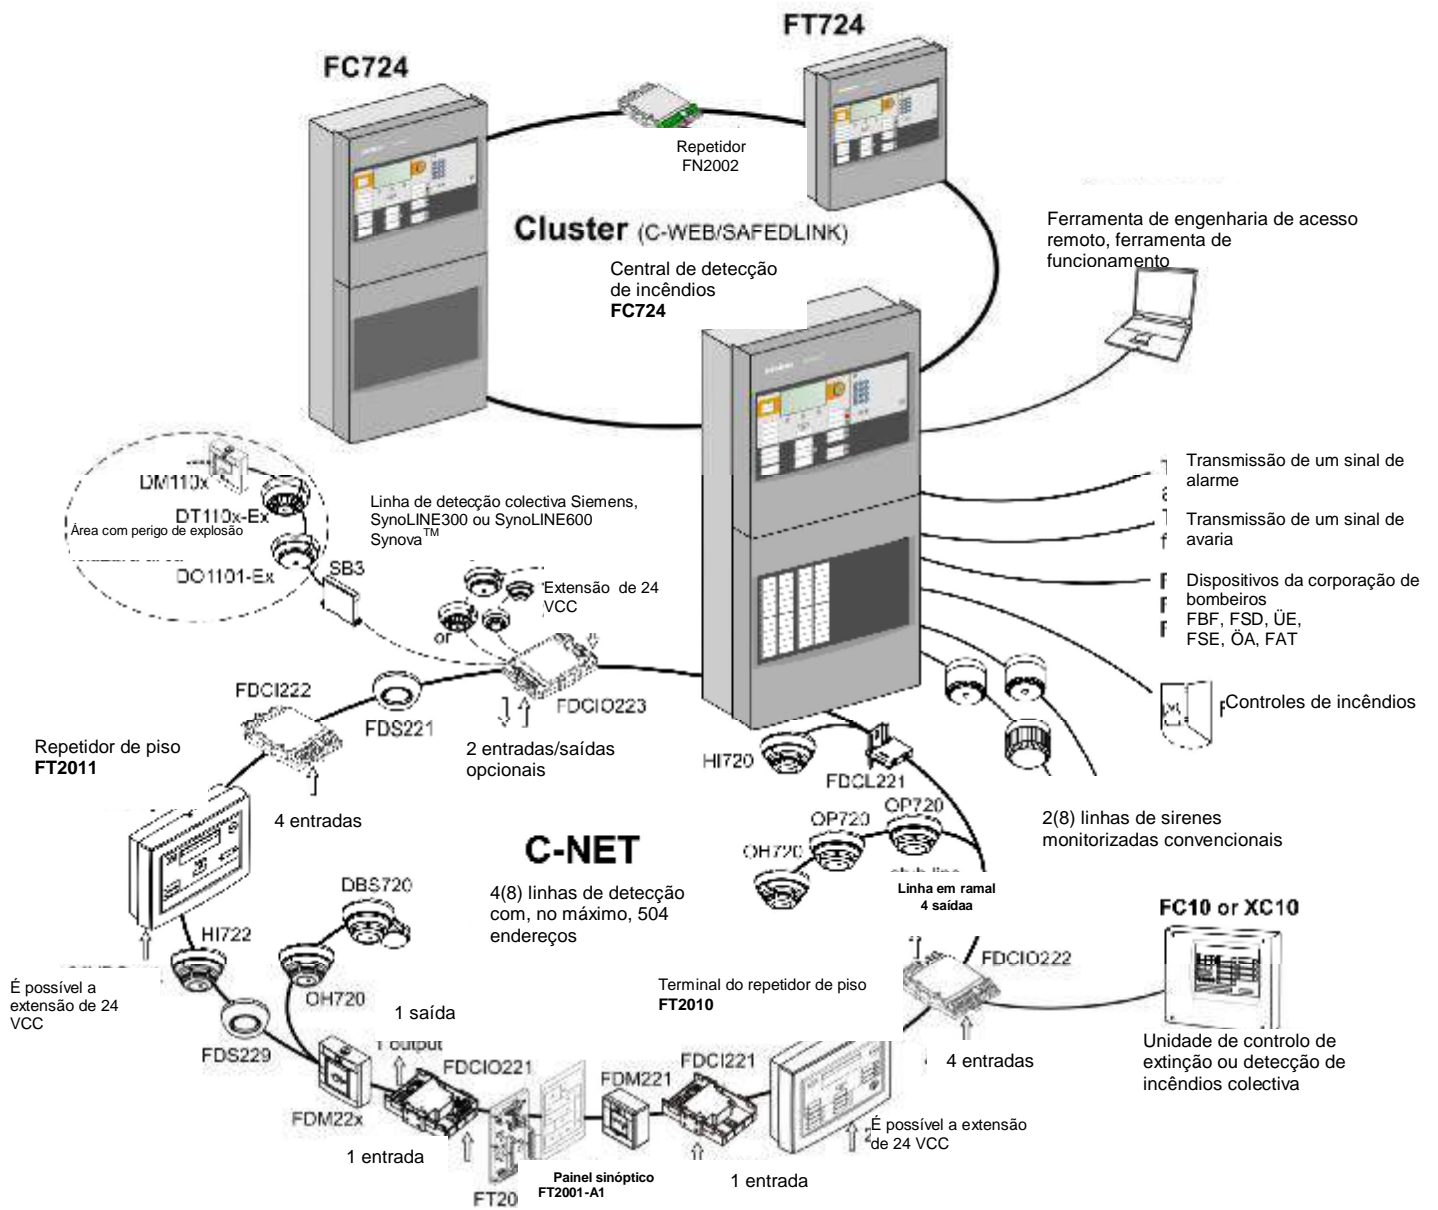 FT724
FC724
Repetidor
FN2002
Cluster (C-WEB/SAFEDLINK)
Ferramenta de engenharia de acesso
remoto, ferramenta de
funcionamento
Central de detecção
de incêndios
FC724
DM110x
DT110x-Ex
Área com perigo de explosão
DO1101-Ex
SB3
Linha de detecção colectiva Siemens,
SynoLINE300 ou SynoLINE600
Synova™
Extensão de 24
VCC
or
Transmissão de um sinal de
alarme
Transmissão de um sinal de
avaria
Dispositivos da corporação de
bombeiros
FBF, FSD, ÜE,
FSE, ÖA, FAT
Controles de incêndios
FDCI222
FDS221
FDCIO223
2 entradas/saídas
opcionais
Repetidor de piso
FT2011
4 entradas
HI720
FDCL221
OP720
OP720
OH720
2(8) linhas de sirenes
monitorizadas convencionais
C-NET
4(8) linhas de detecção
com, no máximo, 504
endereços
Linha em ramal
4 saídaa
DBS720
HI722
OH720
FC10 or XC10
FDCIO222
Terminal do repetidor de piso
FT2010
É possível a
extensão de 24
VCC
1 saída
1 output
FDS229
FDCIO221
FDM221
FDCI221
4 entradas
Unidade de controlo de
extinção ou detecção de
incêndios colectiva
FDM22x
É possível a extensão
de 24 VCC
1 entrada
Painel sinóptico
FT2001-A1
1 entrada
FT20